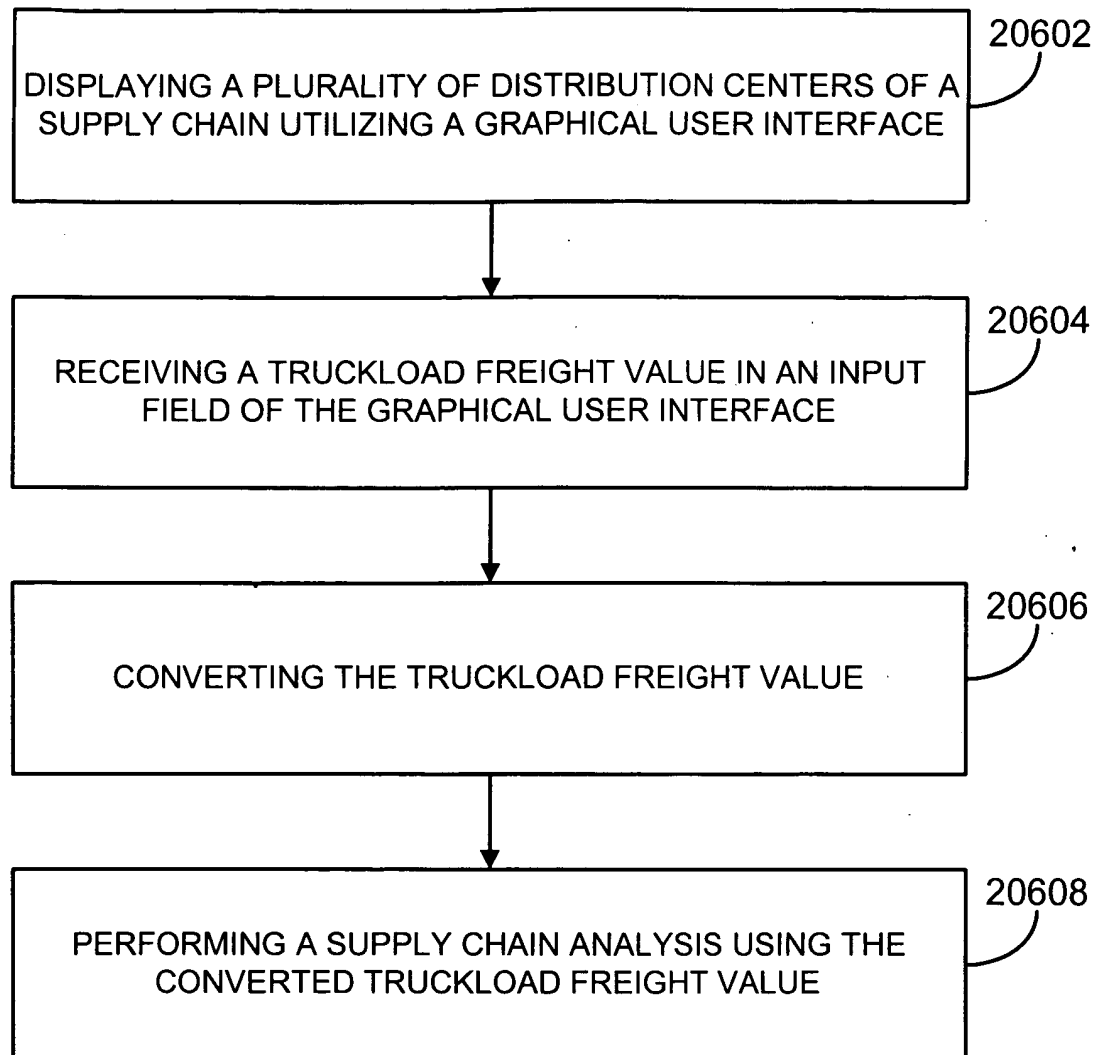 20602
DISPLAYING A PLURALITY OF DISTRIBUTION CENTERS OF A
SUPPLY CHAIN UTILIZING A GRAPHICAL USER INTERFACE
20604
RECEIVING A TRUCKLOAD FREIGHT VALUE IN AN INPUT
FIELD OF THE GRAPHICAL USER INTERFACE
20606
CONVERTING THE TRUCKLOAD FREIGHT VALUE
20608
PERFORMING A SUPPLY CHAIN ANALYSIS USING THE
CONVERTED TRUCKLOAD FREIGHT VALUE